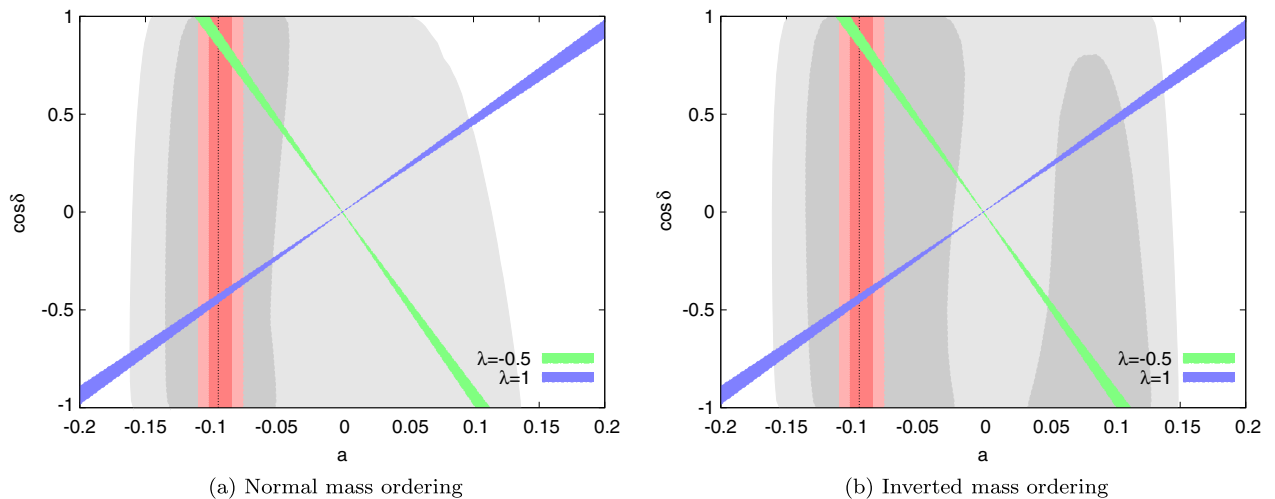 1
0.5
0
-0.5
-1
cosδ
-0.2
-0.15
-0.1
-0.05
0
0.05
0.1
0.15
0.2
a
λ=-0.5
λ=1
(a) Normal mass ordering
1
0.5
0
-0.5
-1
cos δ
-0.2
-0.15
-0.1
-0.05
0
0.05
0.1
0.15
0.2
a
λ=-0.5
λ=1
(b) Inverted mass ordering